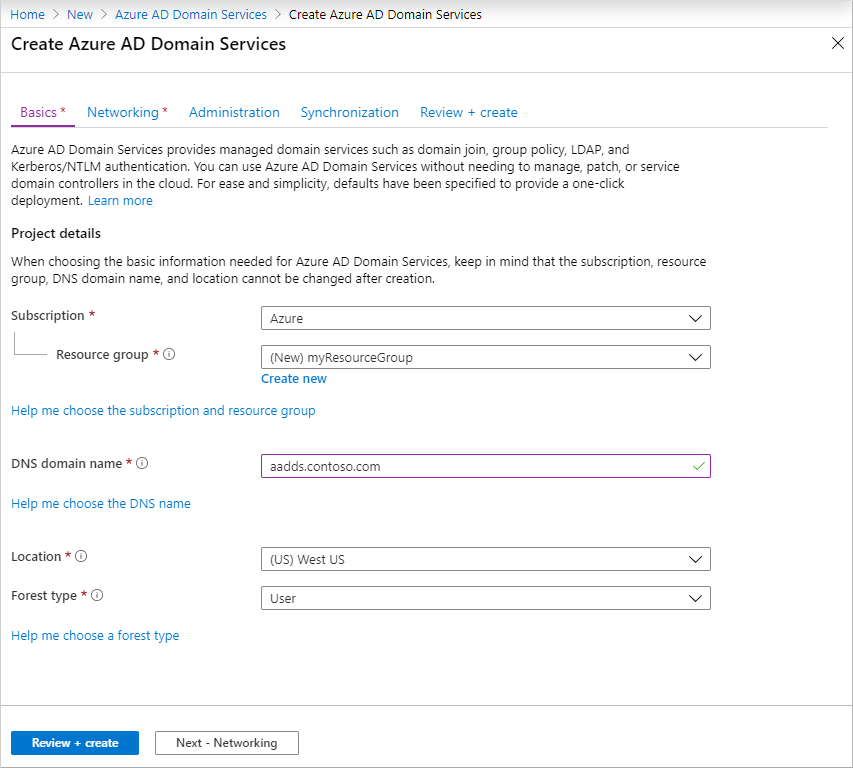 Home > New > Azure AD Domain Services > Create Azure AD Domain Services
Create Azure AD Domain Services
Basics * Networking * Administration Synchronization Review + create
Azure AD Domain Services provides managed domain services such as domain join, group policy, LDAP, and
Kerberos/NTLM authentication. You can use Azure AD Domain Services without needing to manage, patch, or service
domain controllers in the cloud. For ease and simplicity, defaults have been specified to provide a one-click
deployment. Learn more
Project details
When choosing the basic information needed for Azure AD Domain Services, keep in mind that the subscription, resource
group, DNS domain name, and location cannot be changed after creation.
Subscription * Azure
Resource group * (New) myResourceGroup
Create new
Help me choose the subscription and resource group
DNS domain name * aadds.contoso.com
Help me choose the DNS name
Location * (US) West US
Forest type * User
Help me choose a forest type
Review + create Next - Networking